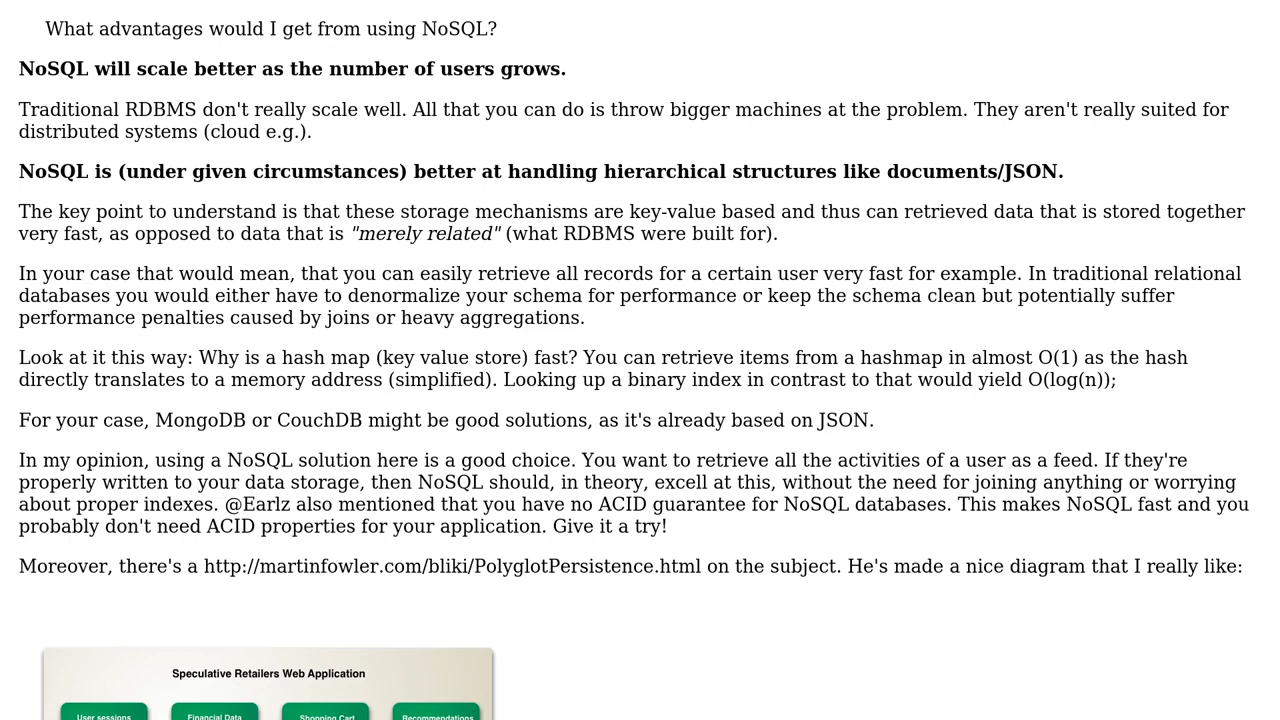 What advantages would I get from using NoSQL?
NoSQL will scale better as the number of users grows.
Traditional RDBMS don't really scale well. All that you can do is throw bigger machines at the problem. They aren't really suited for
distributed systems (cloud e.g.).
NoSQL is (under given circumstances) better at handling hierarchical structures like documents/JSON.
The key point to understand is that these storage mechanisms are key-value based and thus can retrieved data that is stored together
very fast, as opposed to data that is "merely related" (what RDBMS were built for).
In your case that would mean, that you can easily retrieve all records for a certain user very fast for example. In traditional relational
databases you would either have to denormalize your schema for performance or keep the schema clean but potentially suffer
performance penalties caused by joins or heavy aggregations.
Look at it this way: Why is a hash map (key value store) fast? You can retrieve items from a hashmap in almost O(1) as the hash
directly translates to a memory address (simplified). Looking up a binary index in contrast to that would yield O(log(n));
For your case, MongoDB or CouchDB might be good solutions, as it's already based on JSON.
In my opinion, using a NoSQL solution here is a good choice. You want to retrieve all the activities of a user as a feed. If they're
properly written to your data storage, then NoSQL should, in theory, excell at this, without the need for joining anything or worrying
about proper indexes. @Earlz also mentioned that you have no ACID guarantee for NoSQL databases. This makes NoSQL fast and you
probably don't need ACID properties for your application. Give it a try!
Moreover, there's a http://martinfowler.com/bliki/PolyglotPersistence.html on the subject. He's made a nice diagram that I really like:
Speculative Retailers Web Application
User sessions Financial Data Shopping Cart Recommendations